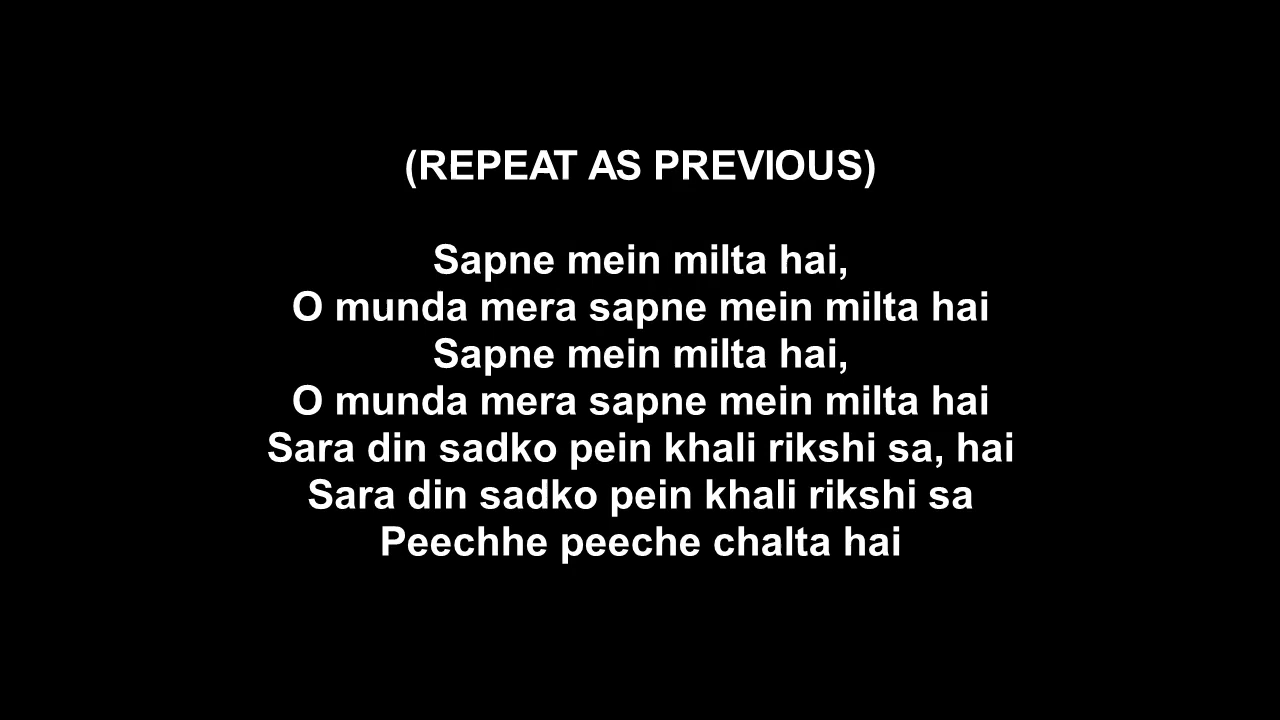 (REPEAT AS PREVIOUS)
Sapne mein milta hai,
O munda mera sapne mein milta hai
Sapne mein milta hai,
O munda mera sapne mein milta hai
Sara din sadko pein khali rikshi sa, hai
Sara din sadko pein khali rikshi sa
Peechhe peeche chalta hai